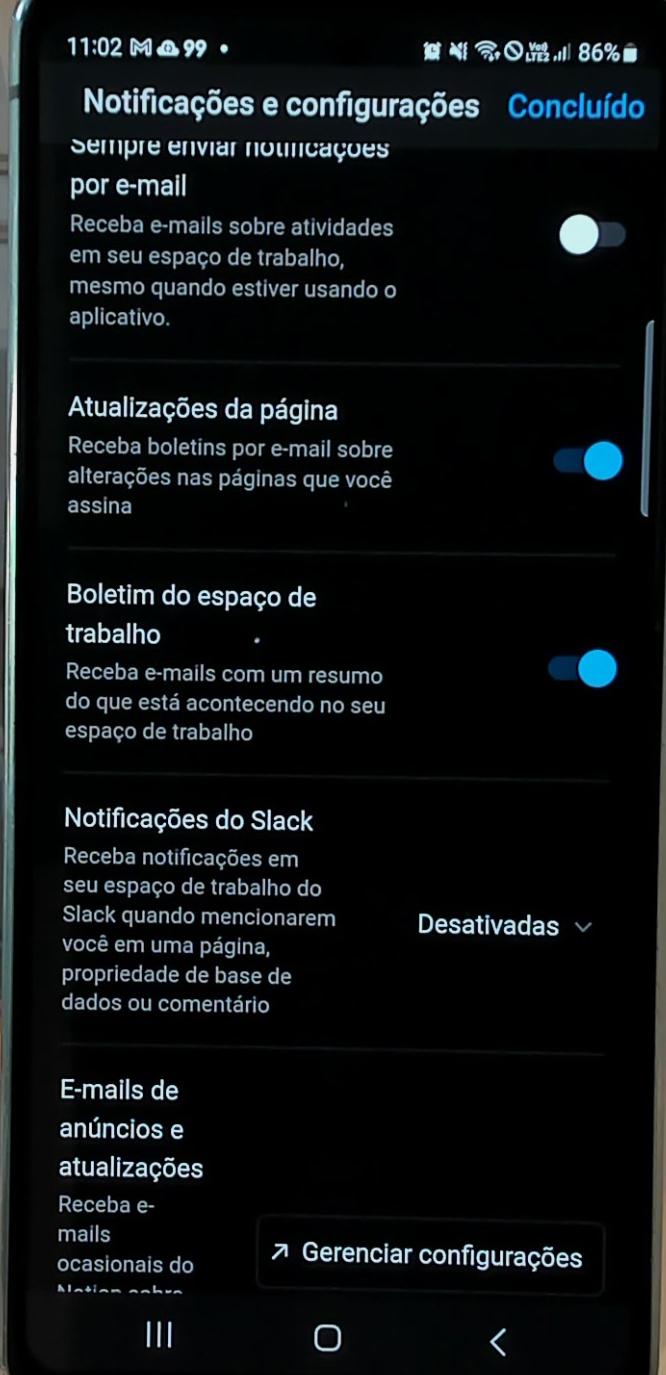 11:02 M 99
Vo)) LTE2 86%
Notificações e configurações Concluído
Sempre enviar notificações
por e-mail
Receba e-mails sobre atividades
em seu espaço de trabalho,
mesmo quando estiver usando o
aplicativo.
Atualizações da página
Receba boletins por e-mail sobre
alterações nas páginas que você
assina
Boletim do espaço de
trabalho
Receba e-mails com um resumo
do que está acontecendo no seu
espaço de trabalho
Notificações do Slack
Receba notificações em
seu espaço de trabalho do
Slack quando mencionarem
você em uma página,
propriedade de base de
dados ou comentário
Desativadas
E-mails de
anúncios e
atualizações
Receba e-
mails
ocasionais do
Notion sobre
Gerenciar configurações